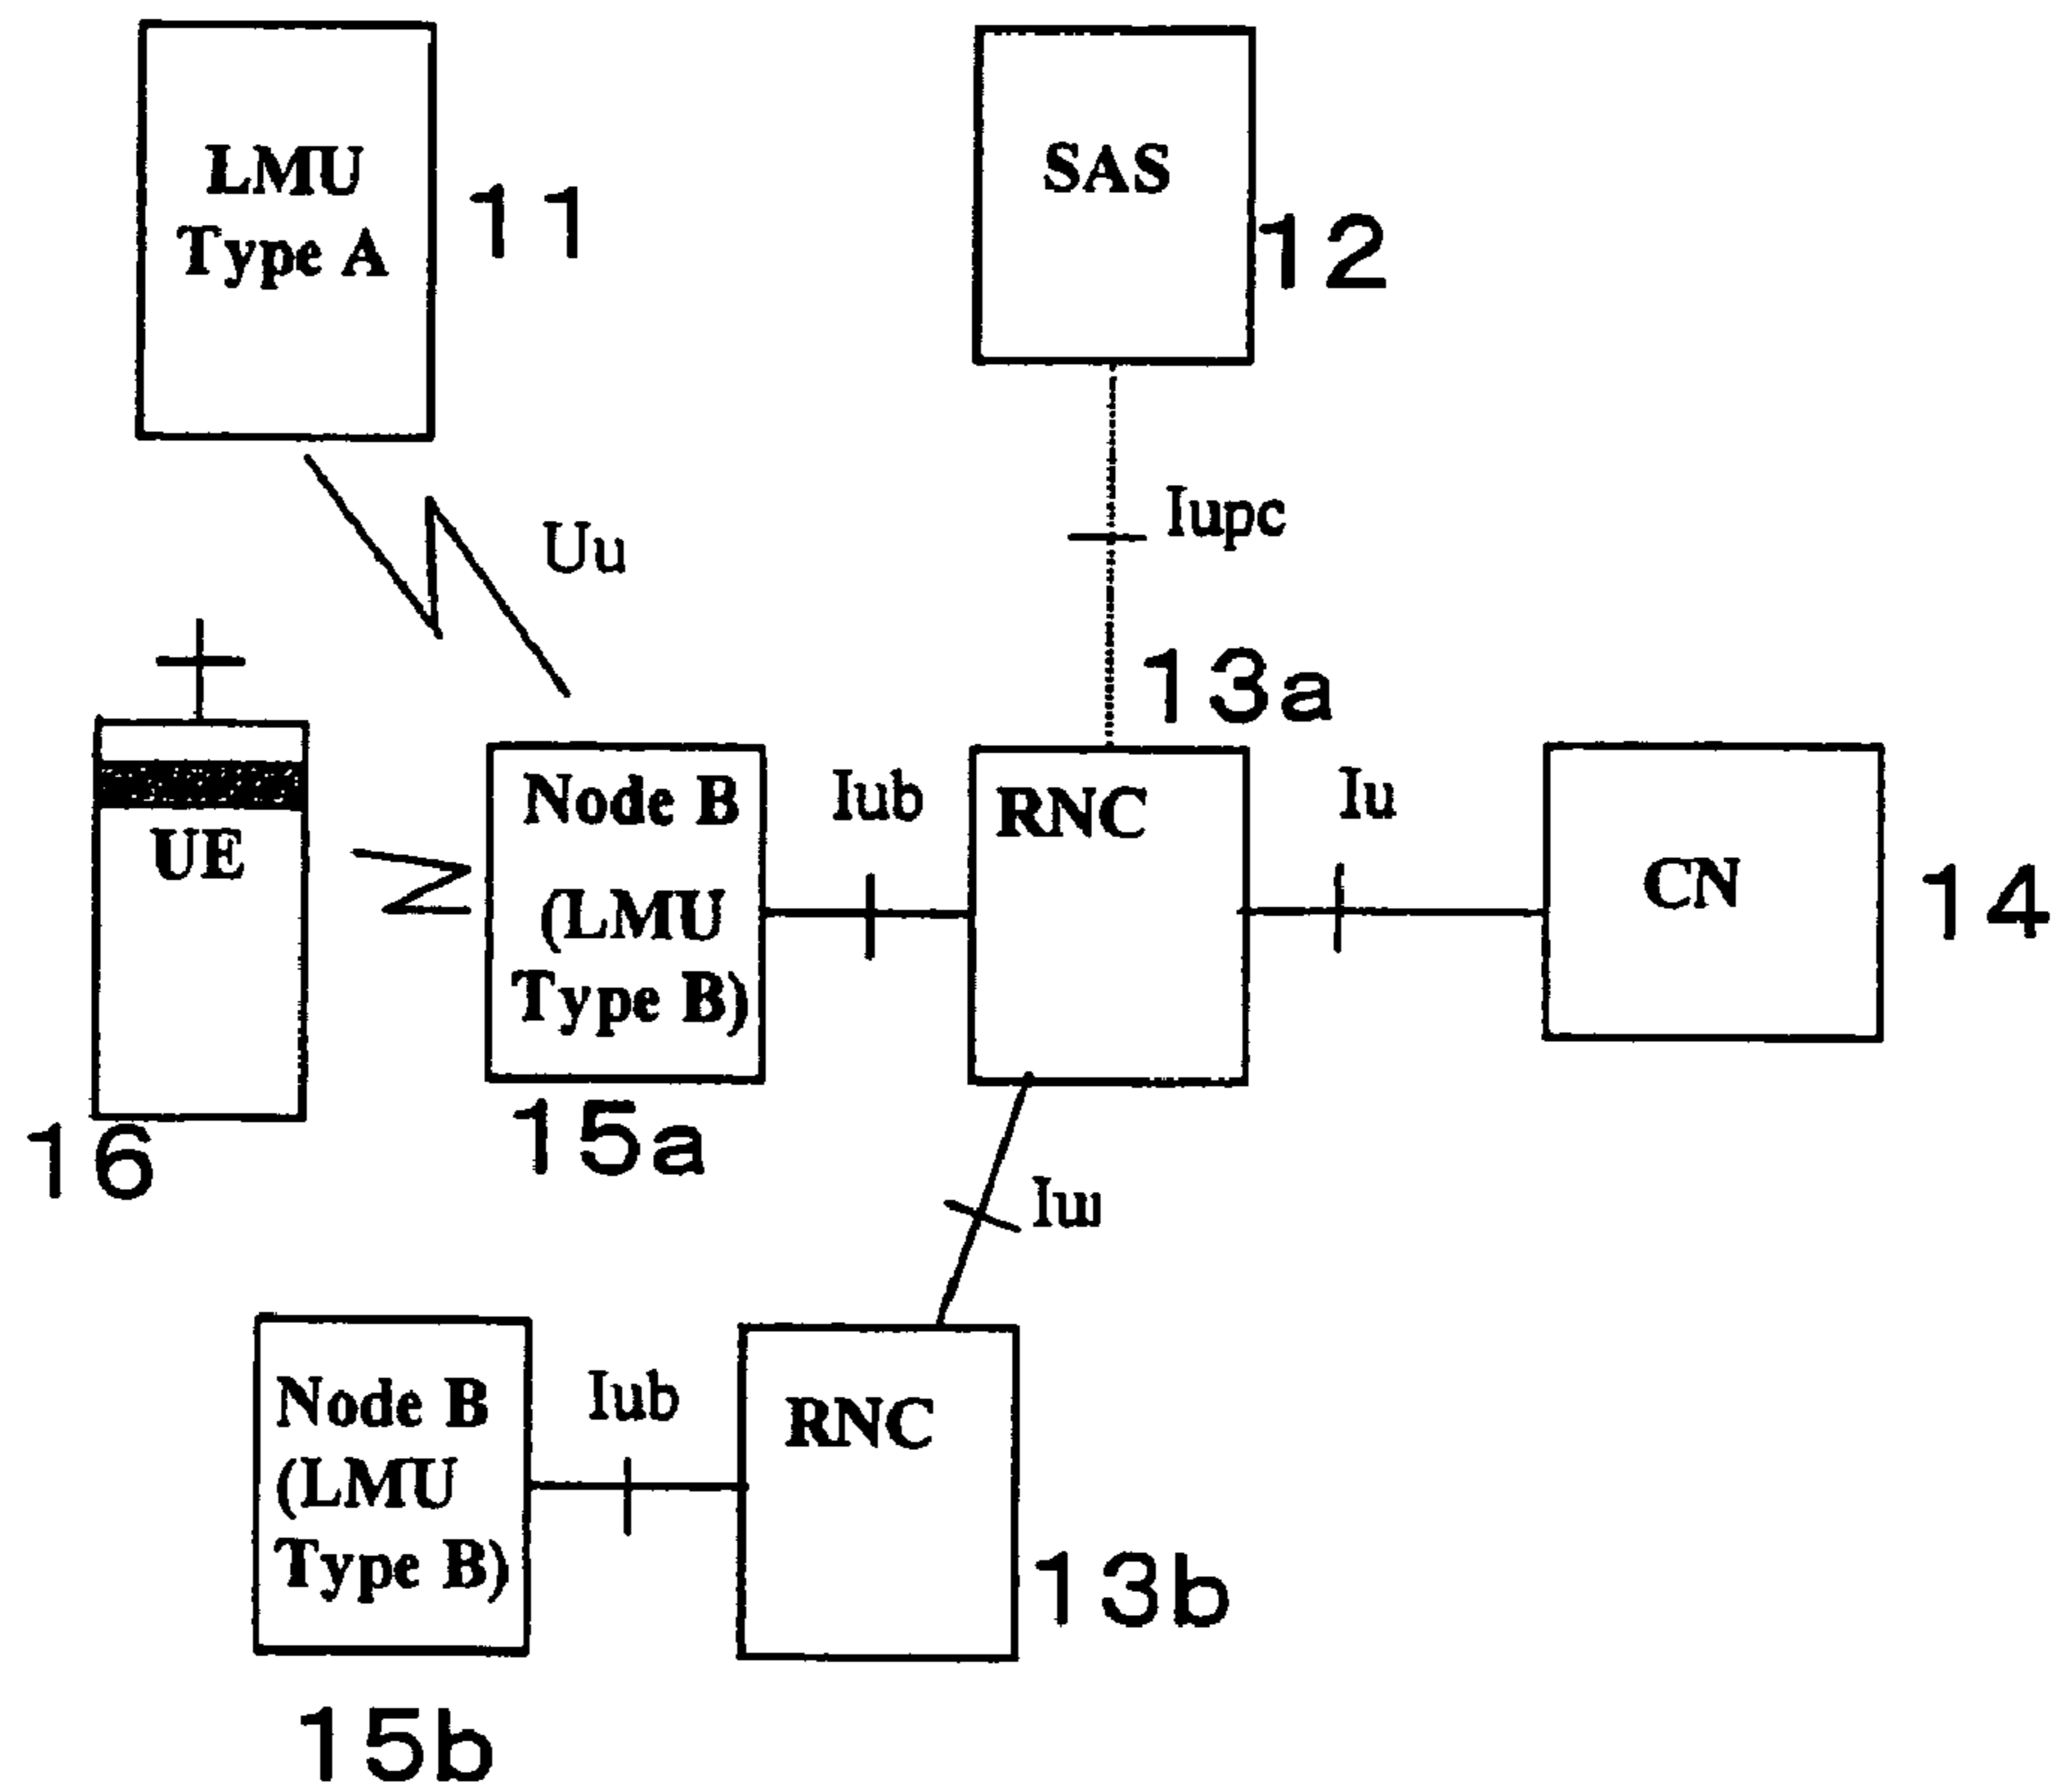 LMU
Type A
11
SAS
12
Uu
Iupc
13a
UE
16
Node B
(LMU
Type B)
15a
Iub
RNC
Iu
CN
14
Iur
Node B
(LMU
Type B)
15b
Iub
RNC
13b